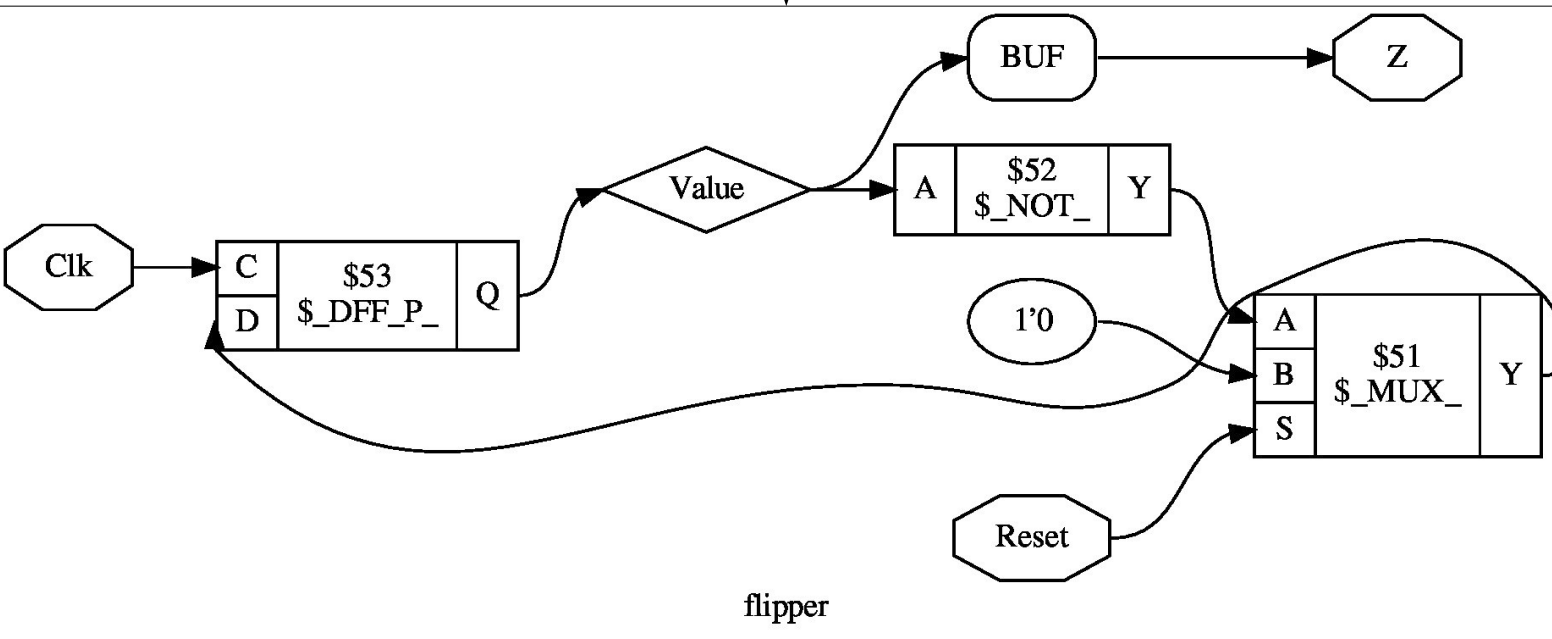 BUF
Z
Value
A
$52
$_NOT_
Y
Clk
C
D
$53
$_DFF_P_
Q
1'0
A
B
S
$51
$_MUX_
Y
Reset
flipper